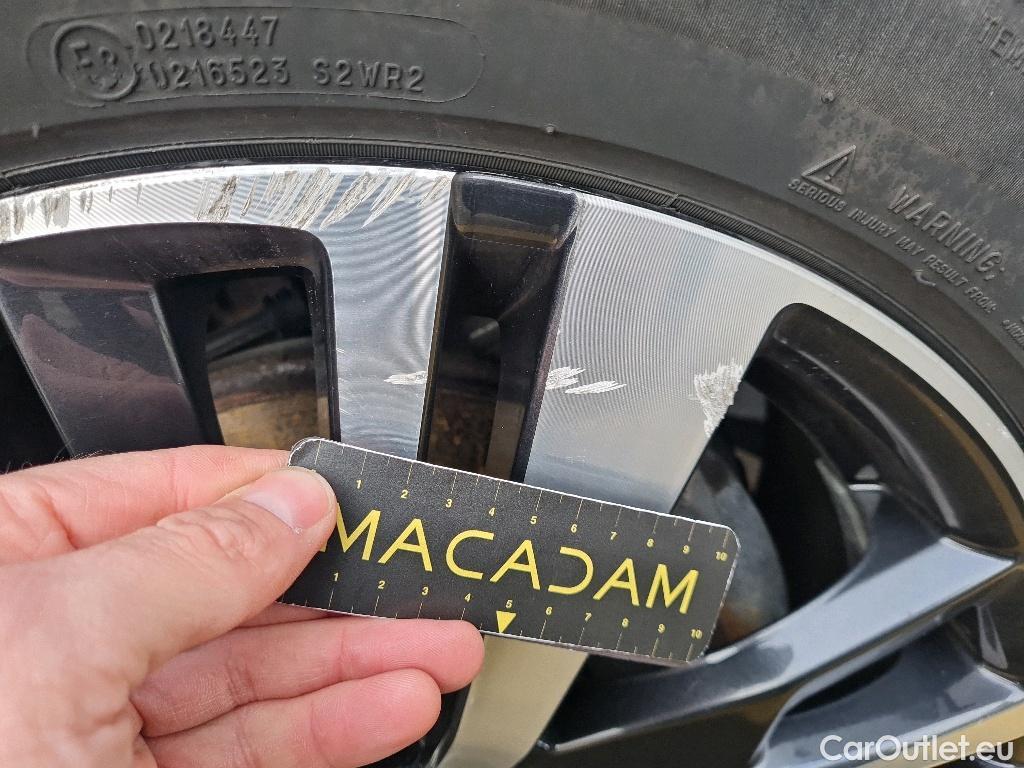 E3
0218447
0216523 S2WR2
TEM
WARNING:
SERIOUS INJURY MAY RESULT FROM:
1 2 3 4 5 6 7 8 9 10
MACADAM
1 2 3 4 5 6 7 8 9 10
CarOutlet.eu